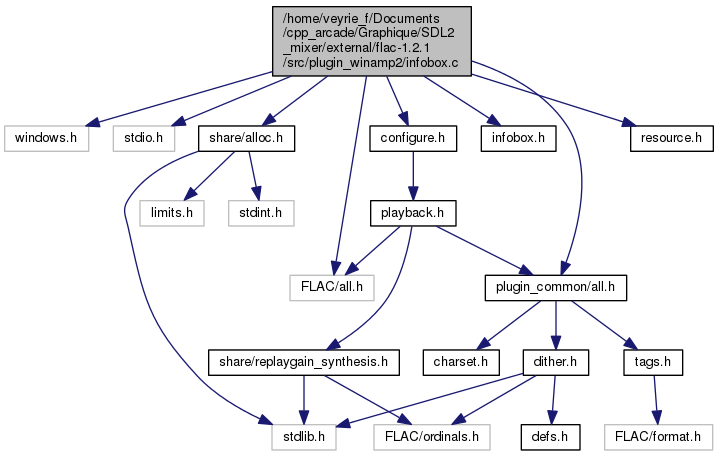 /home/veyrie_f/Documents
/cpp_arcade/Graphique/SDL2
_mixer/external/flac-1.2.1
/src/plugin_winamp2/infobox.c
windows.h
stdio.h
share/alloc.h
configure.h
infobox.h
resource.h
limits.h
stdint.h
playback.h
FLAC/all.h
plugin_common/all.h
share/replaygain_synthesis.h
charset.h
dither.h
tags.h
stdlib.h
FLAC/ordinals.h
defs.h
FLAC/format.h